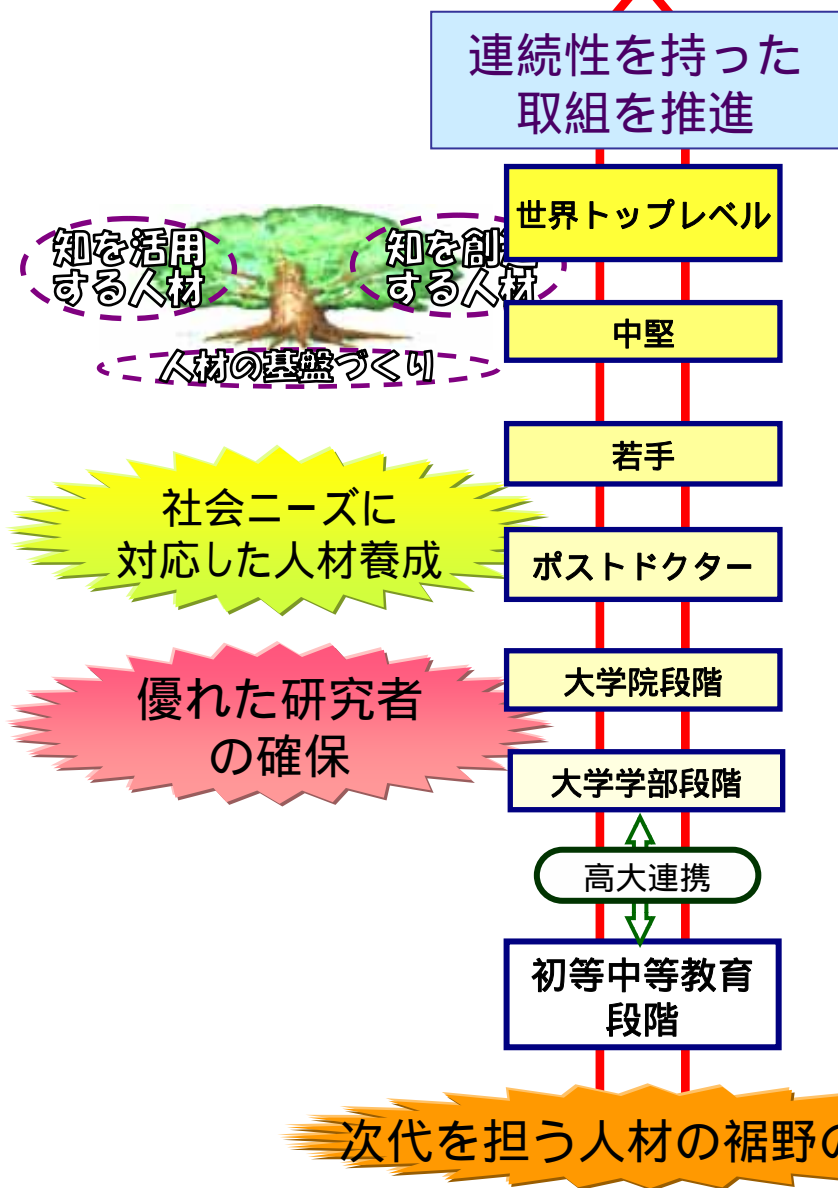 連続性を持った
取組を推進
世界トップレベル
知を活用
する人材
知を創造
する人材
人材の基盤づくり
中堅
若手
社会ニーズに
対応した人材養成
ポストドクター
大学院段階
優れた研究者
の確保
大学学部段階
高大連携
初等中等教育
段階
次代を担う人材の裾野の